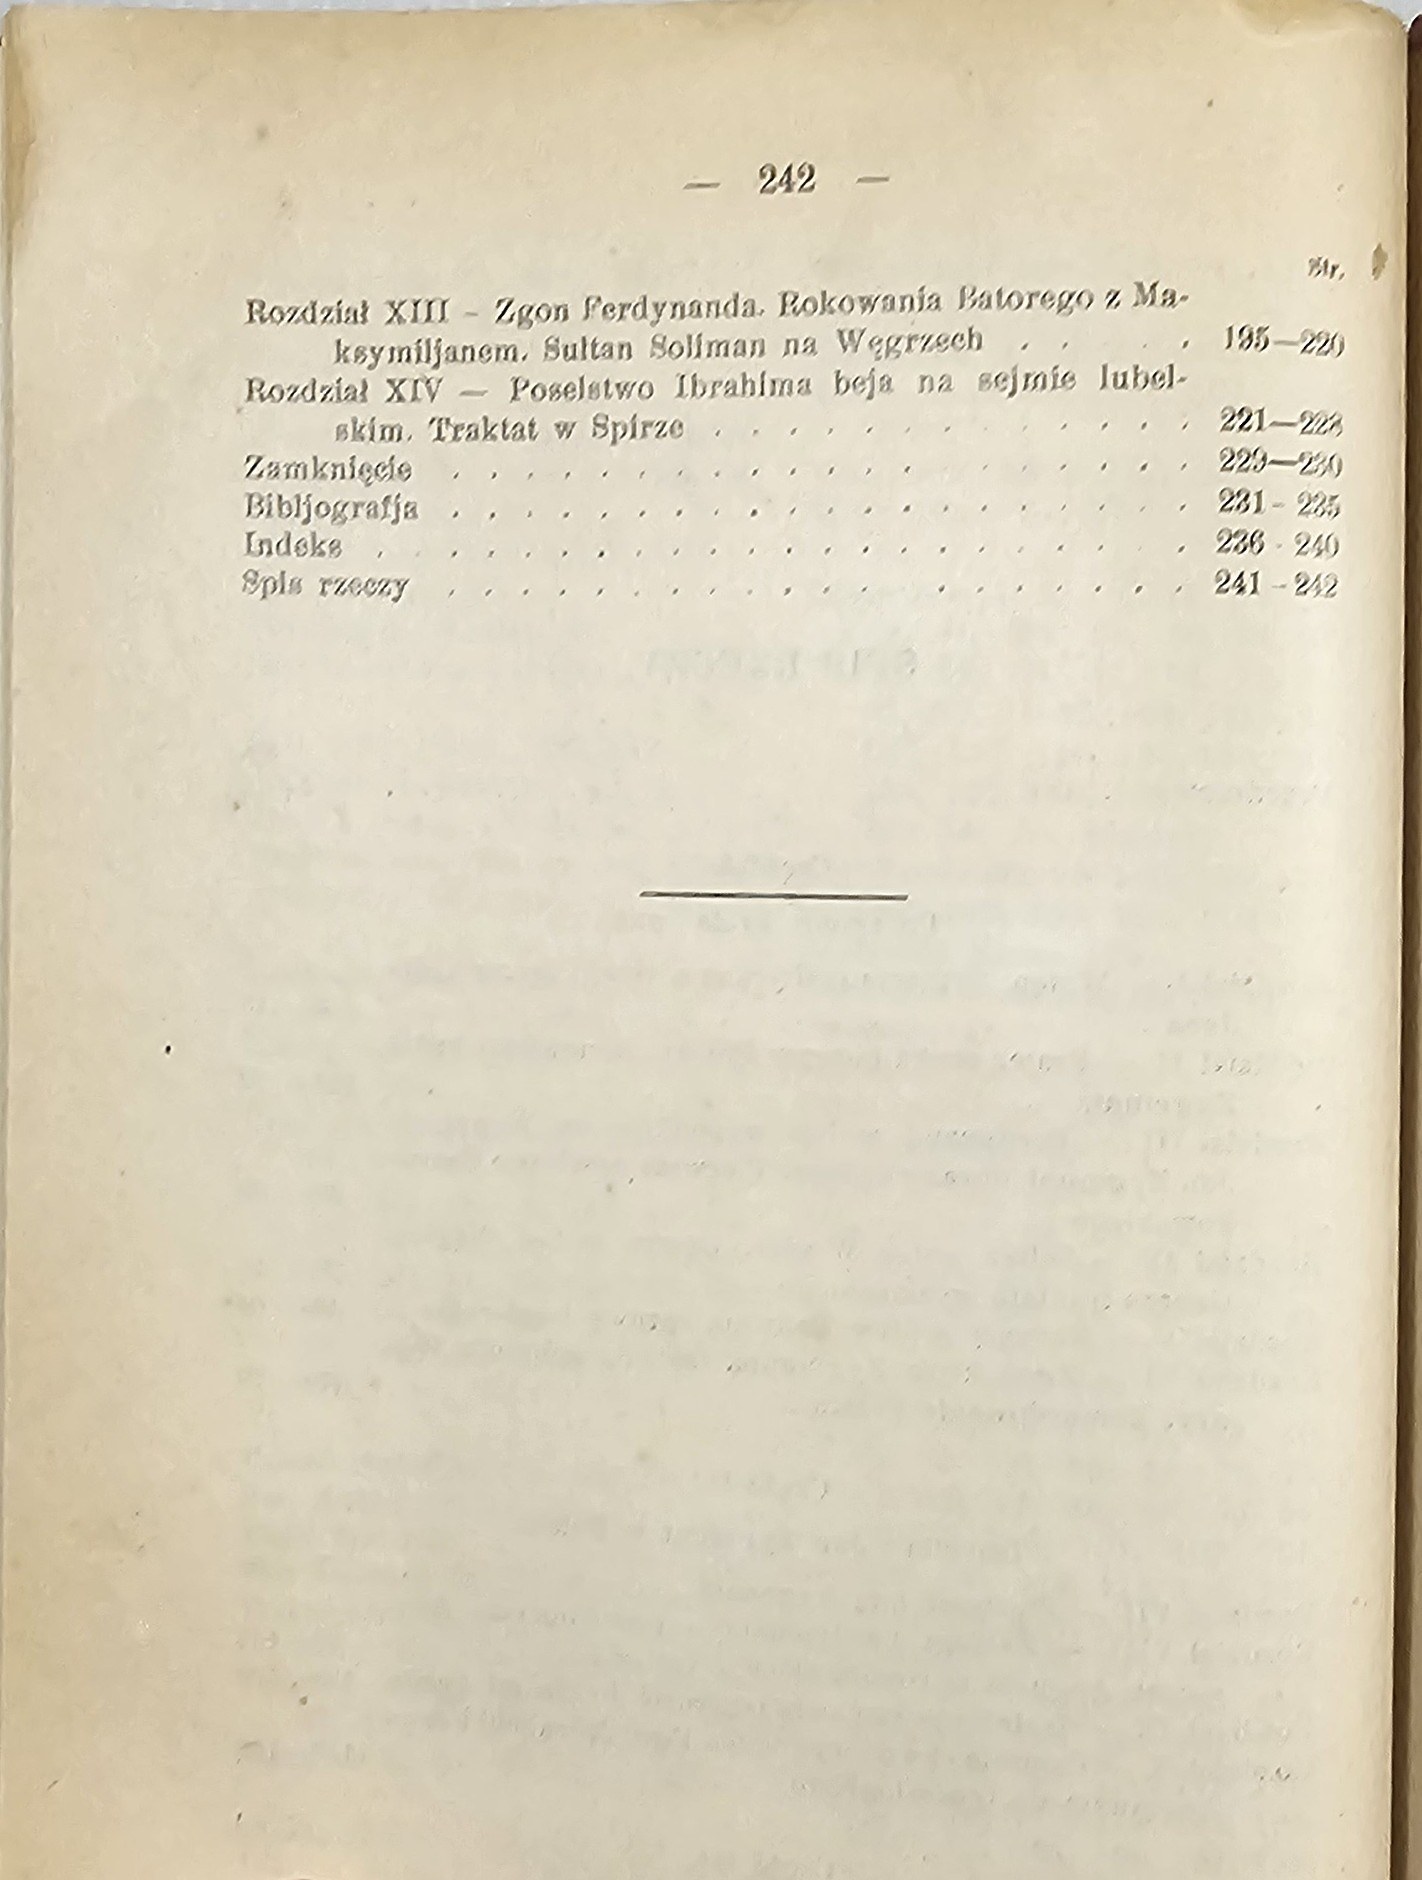 — 242 —
Str.
Rozdział XIII - Zgon Ferdynanda. Rokowania Batorego z Ma-
ksymiljanem. Sultan Soliman na Węgrzech . . . . 195—220
Rozdział XIV — Poselstwo Ibrahima beja na sejmie lubel-
skim. Traktat w Spirze . . . . . . . . . . . . . 221—228
Zamknięcie . . . . . . . . . . . . . . . . . . . . 229—230
Bibljografja . . . . . . . . . . . . . . . . . . . . 231 - 235
Indeks . . . . . . . . . . . . . . . . . . . . . . 236 - 240
Spis rzeczy . . . . . . . . . . . . . . . . . . . . 241 - 242